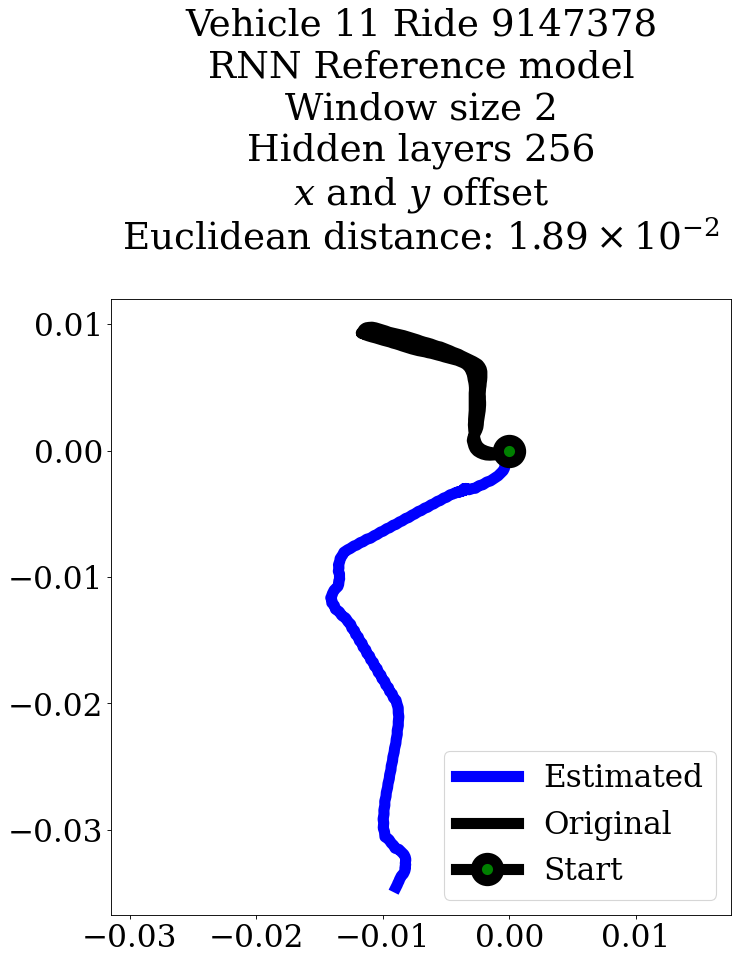 Vehicle 11 Ride 9147378
RNN Reference model
Window size 2
Hidden layers 256
x and y offset
Euclidean distance: 1.89 × 10⁻²
0.01
0.00
−0.01
−0.02
−0.03
Estimated
Original
Start
−0.03 −0.02 −0.01 0.00 0.01